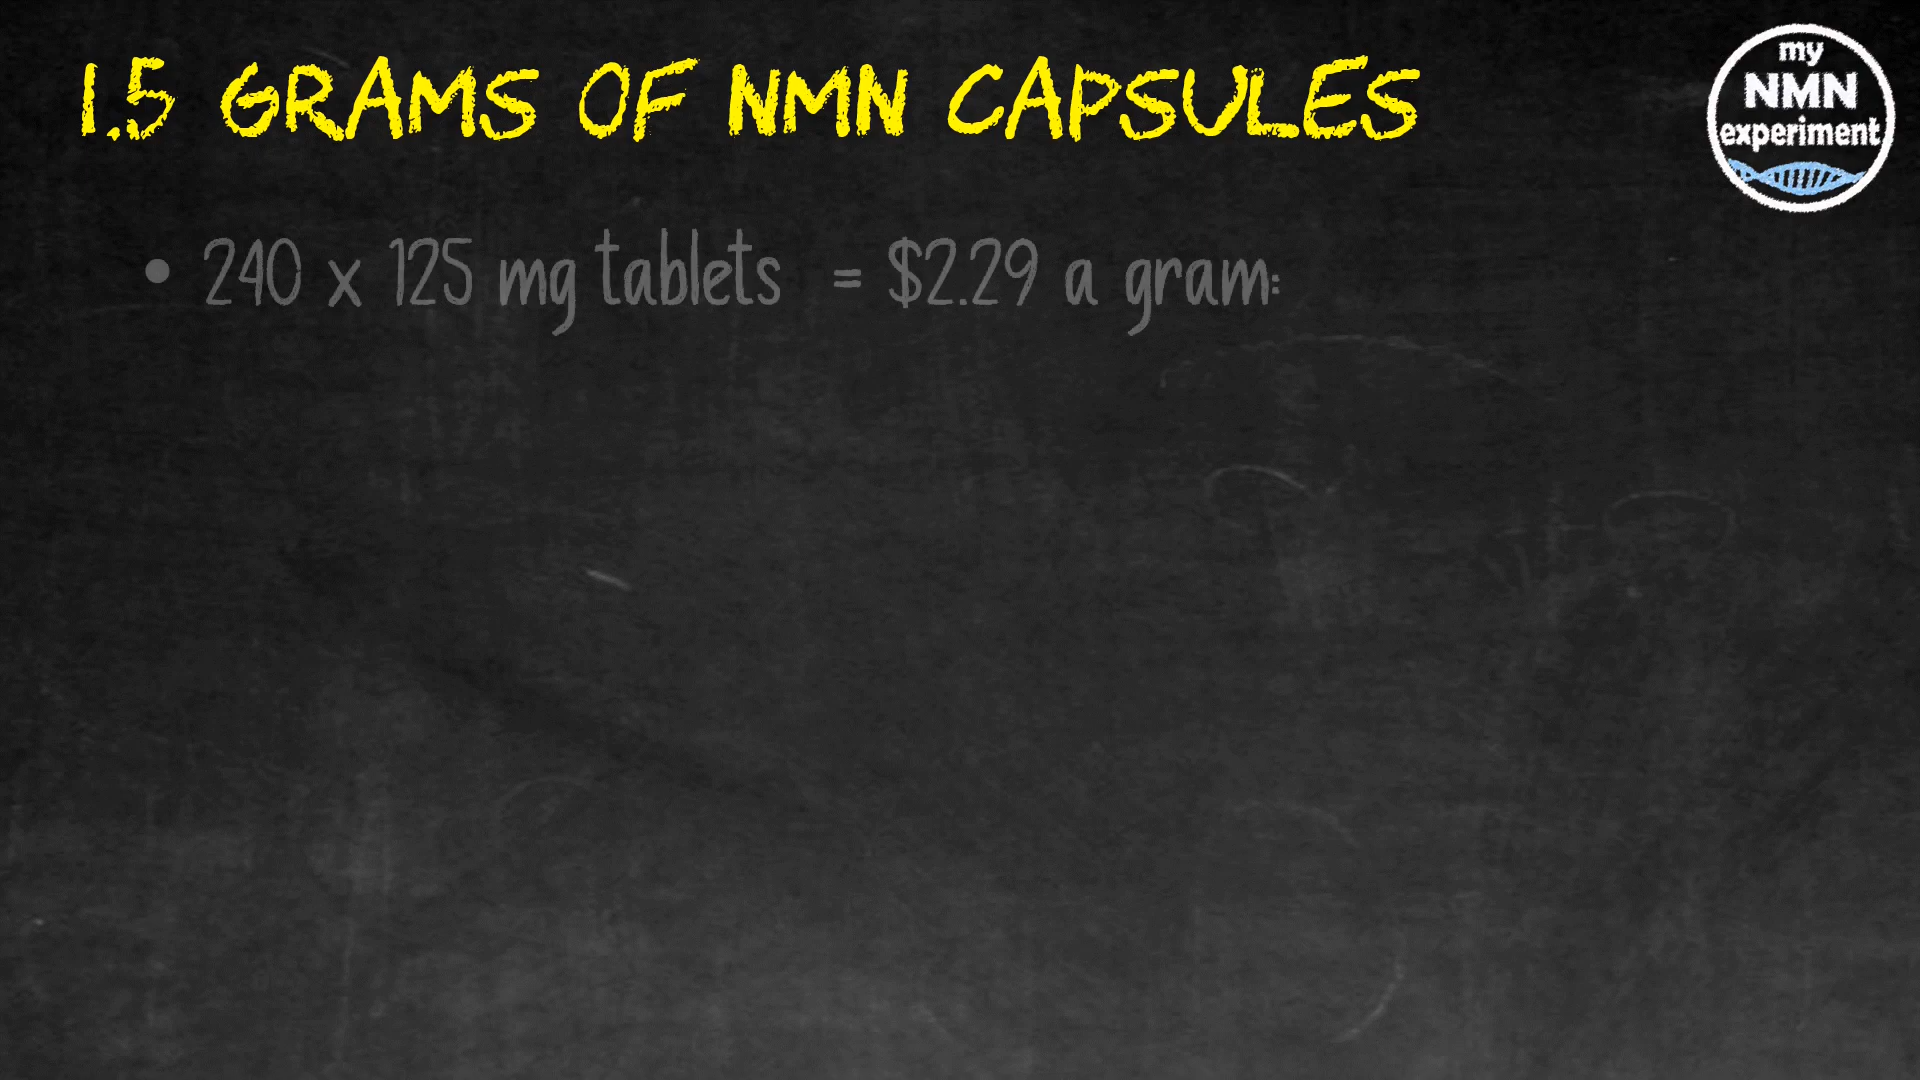 1.5 GRAMS OF NMN CAPSULES
my
NMN
experiment
• 240 x 125 mg tablets = $2.29 a gram: